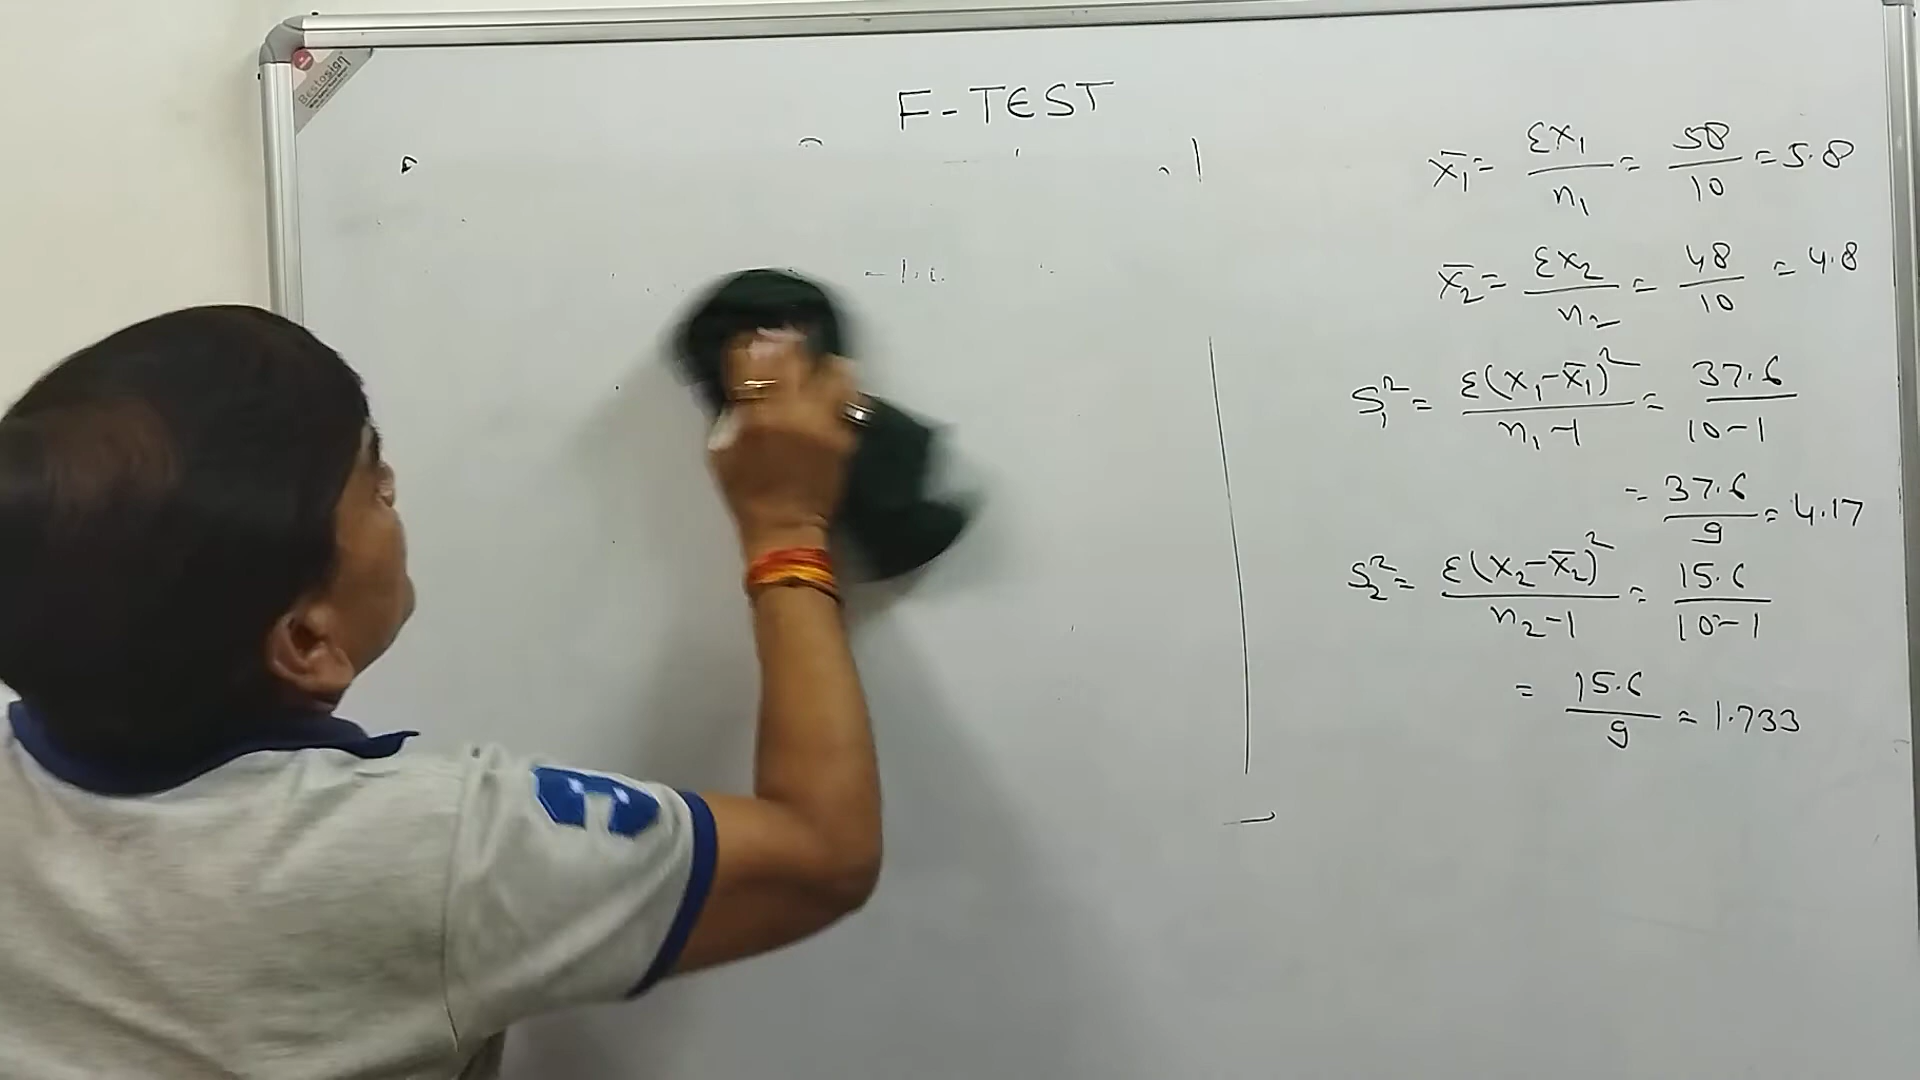 Bestosign
F-TEST
x̄₁ = Σx₁/n₁ = 58/10 = 5.8
x̄₂ = Σx₂/n₂ = 48/10 = 4.8
S₁² = Σ(x₁-x̄₁)²/n₁-1 = 37.6/10-1
= 37.6/9 = 4.17
S₂² = Σ(x₂-x̄₂)²/n₂-1 = 15.6/10-1
= 15.6/9 = 1.733